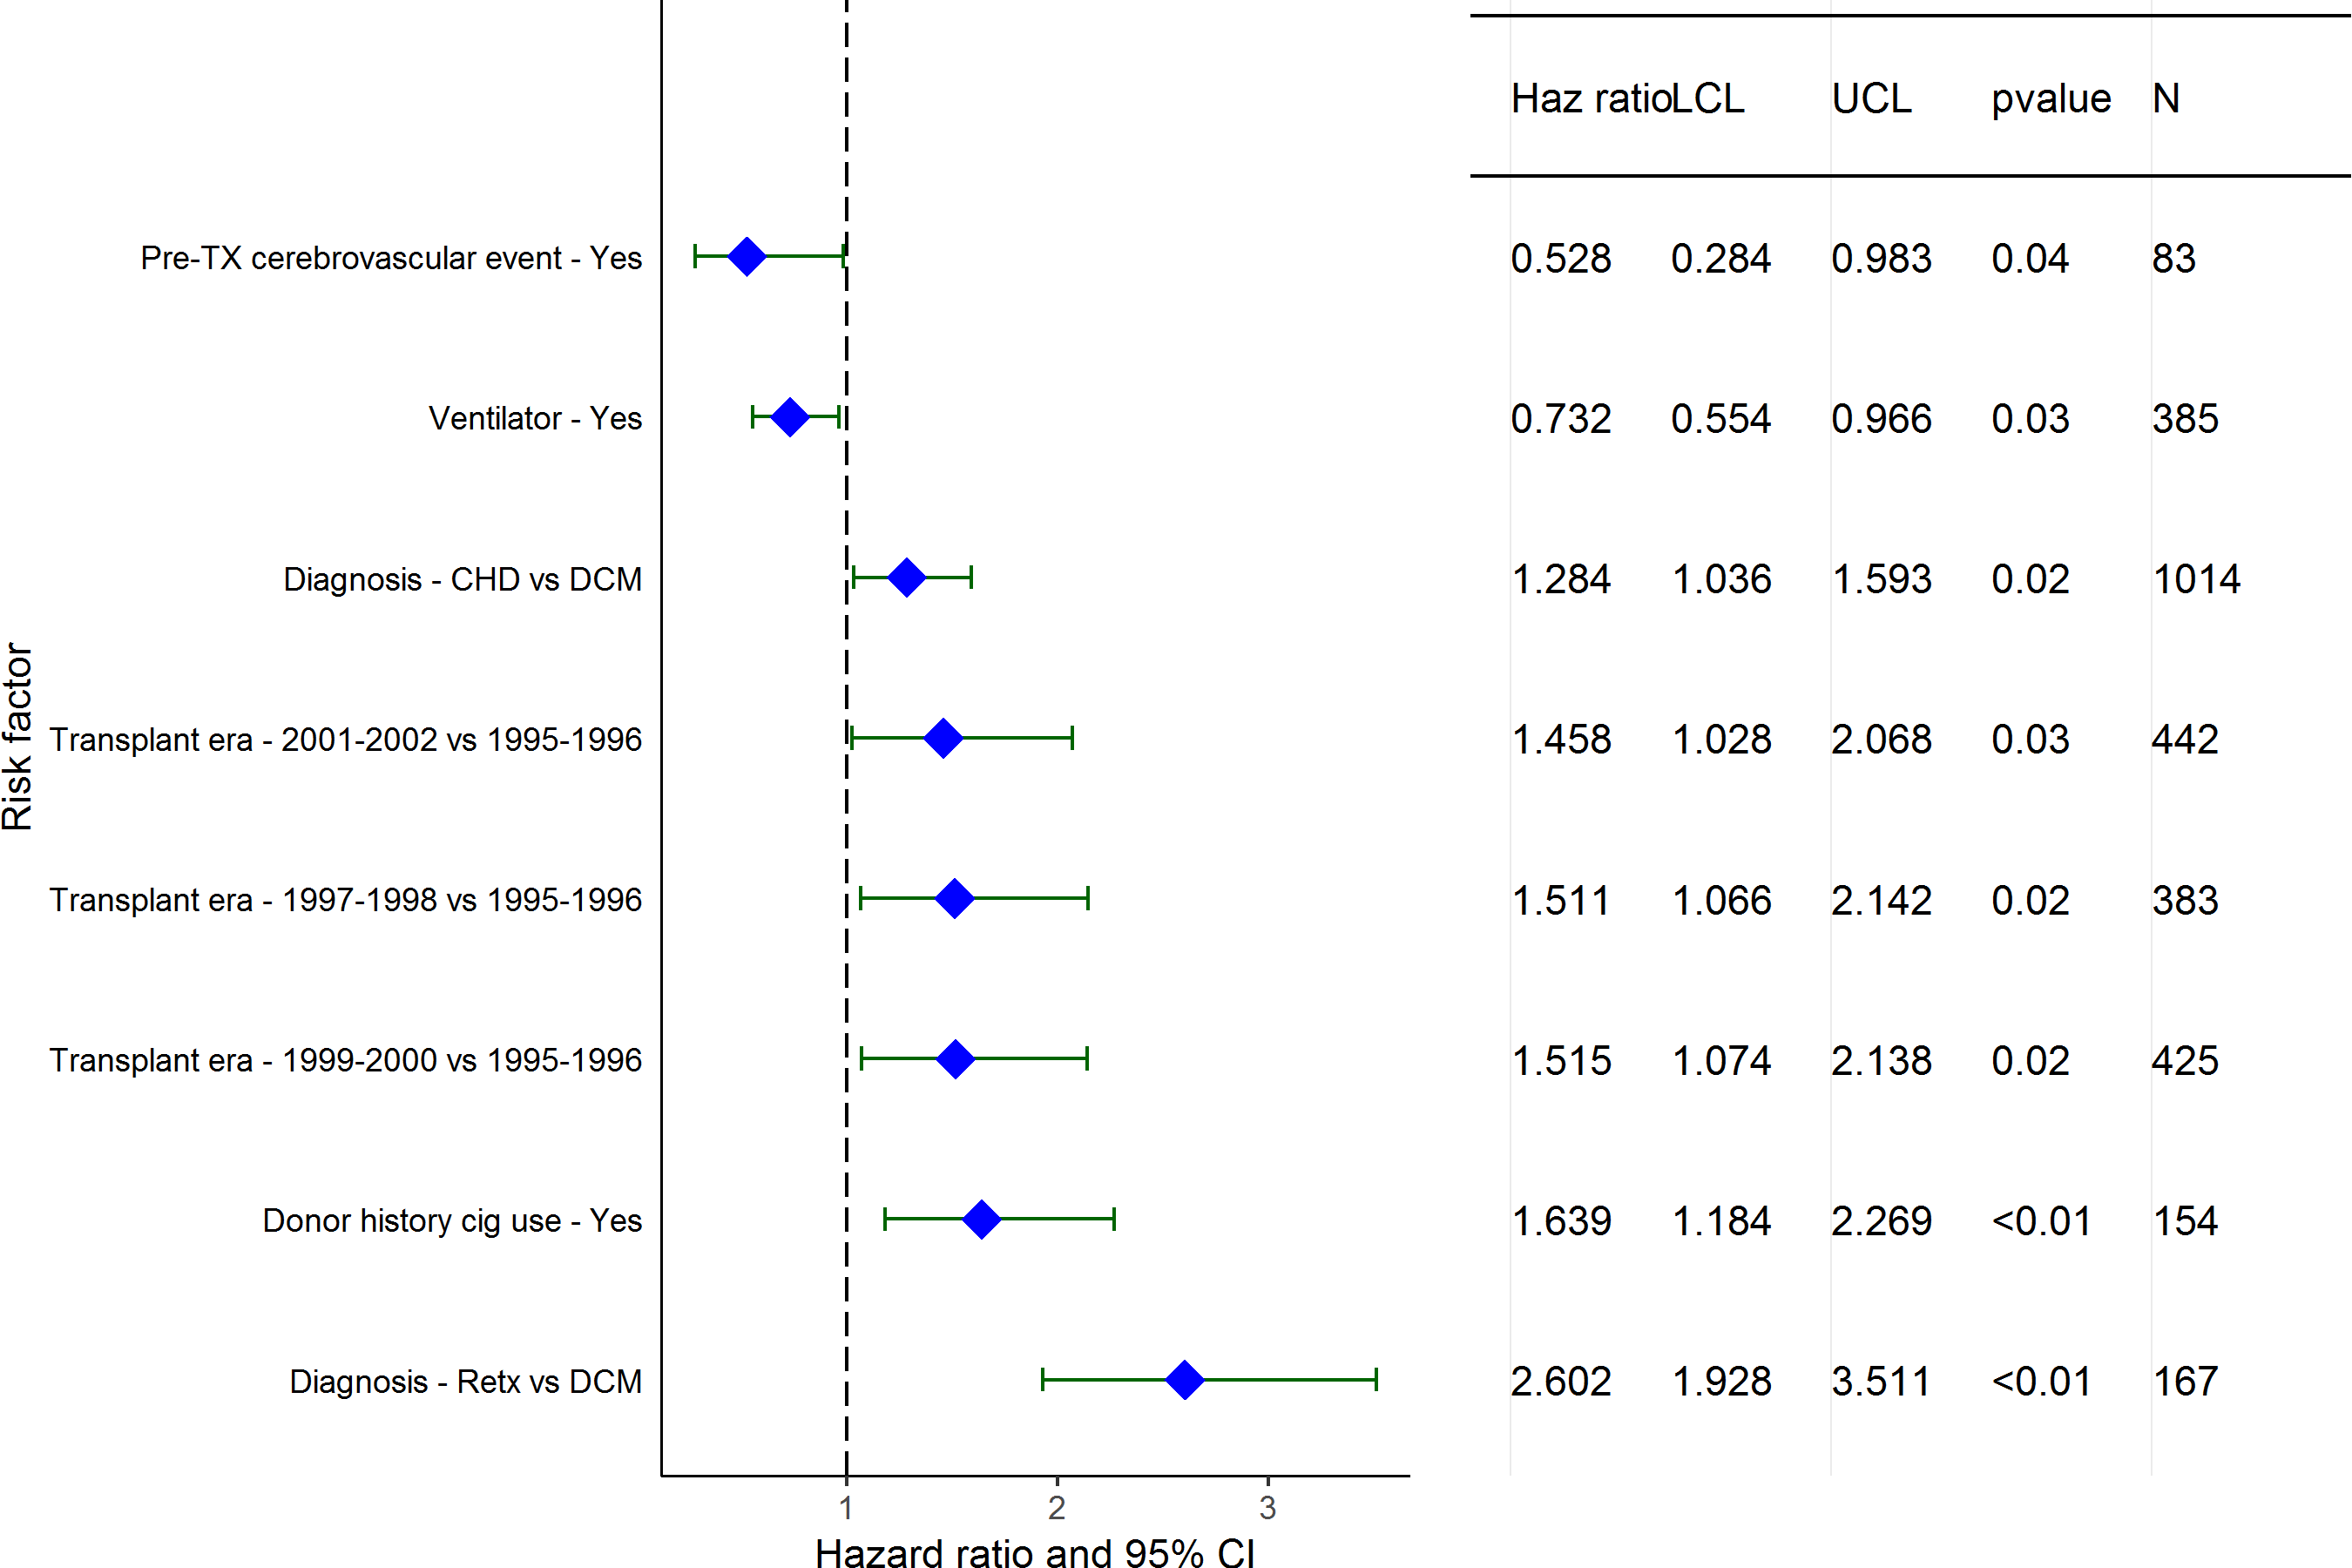 Haz ratio LCL UCL pvalue N
Pre-TX cerebrovascular event - Yes 0.528 0.284 0.983 0.04 83
Ventilator - Yes 0.732 0.554 0.966 0.03 385
Diagnosis - CHD vs DCM 1.284 1.036 1.593 0.02 1014
Transplant era - 2001-2002 vs 1995-1996 1.458 1.028 2.068 0.03 442
Transplant era - 1997-1998 vs 1995-1996 1.511 1.066 2.142 0.02 383
Transplant era - 1999-2000 vs 1995-1996 1.515 1.074 2.138 0.02 425
Donor history cig use - Yes 1.639 1.184 2.269 <0.01 154
Diagnosis - Retx vs DCM 2.602 1.928 3.511 <0.01 167
Risk factor
1 2 3
Hazard ratio and 95% CI